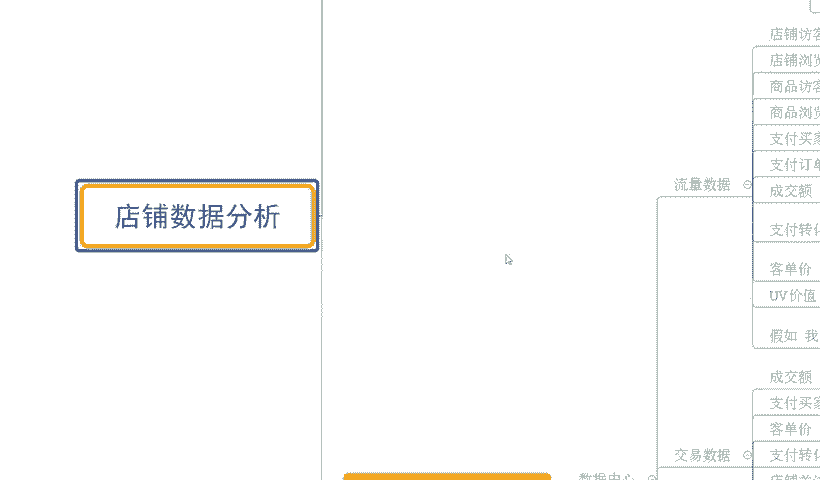 店铺访客
店铺浏览
商品访客
商品浏览
支付买家
支付订单
流量数据
成交额
店铺数据分析
支付转化
客单价
UV价值
假如 我
成交额
支付买家
客单价
交易数据
支付转化
数据中心